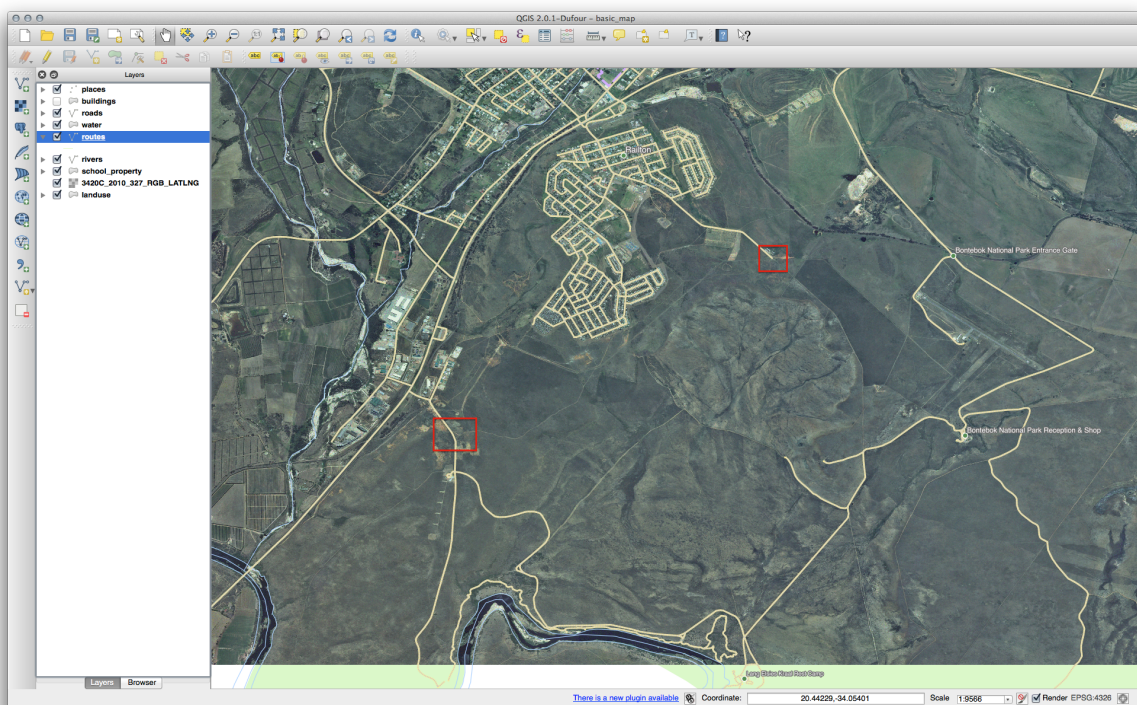 QGIS 2.0.1-Dufour - basic_map
Layers
places
buildings
roads
water
routes
rivers
school_property
3420C_2010_327_RGB_LATLNG
landuse
Railton
Bontebok National Park Entrance Gate
Bontebok National Park Reception & Shop
Lang Elsies Kraal Rest Camp
Layers Browser
There is a new plugin available Coordinate: 20.44229,-34.05401 Scale 1:9566 Render EPSG:4326